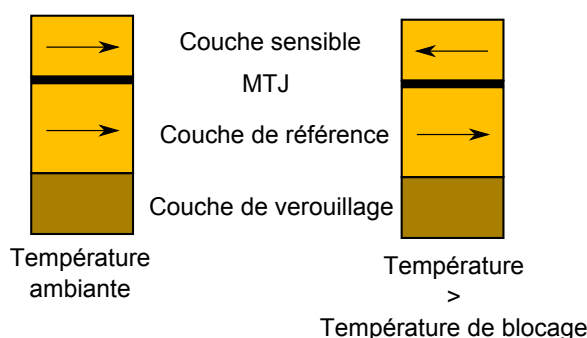 Couche sensible
MTJ
Couche de référence
Couche de verouillage
Température
ambiante
Température
>
Température de blocage